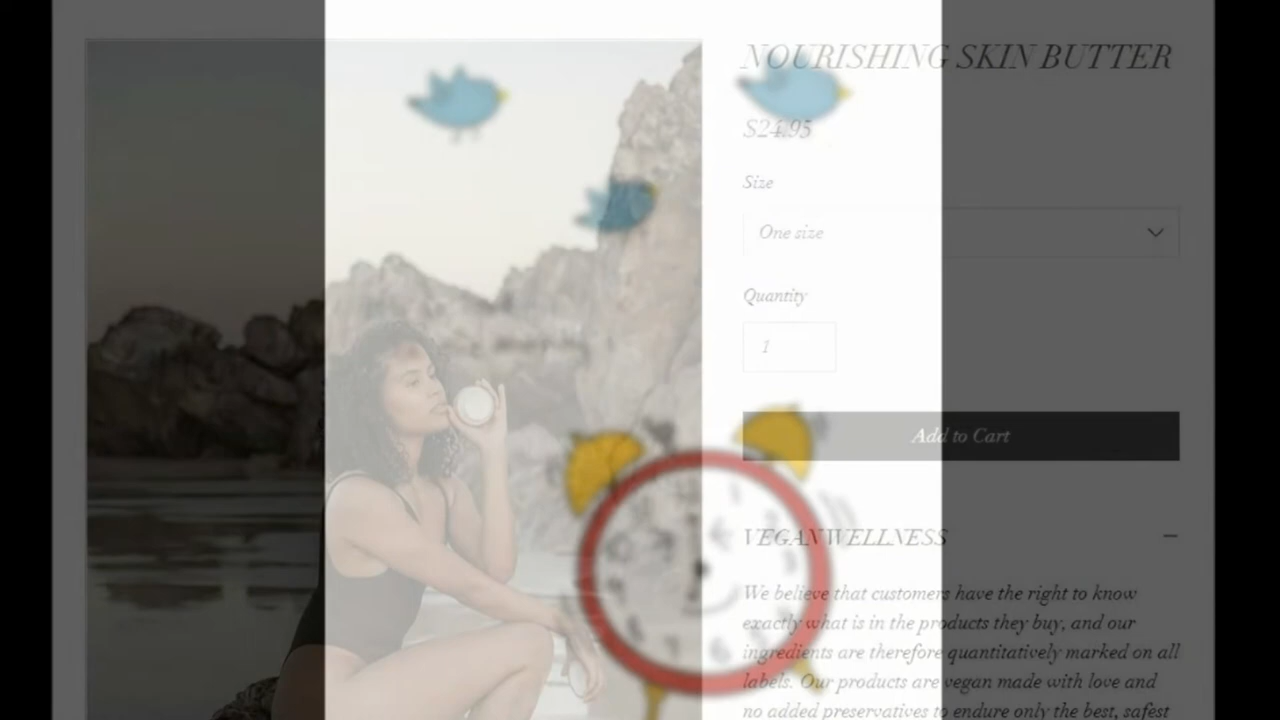 NOURISHING SKIN BUTTER
$24.95
Size
One size
Quantity
1
Add to Cart
VEGAN WELLNESS
We believe that customers have the right to know
exactly what is in the products they buy, and our
ingredients are therefore quantitatively marked on all
labels. Our products are vegan made with love and
no added preservatives to endure only the best, safest